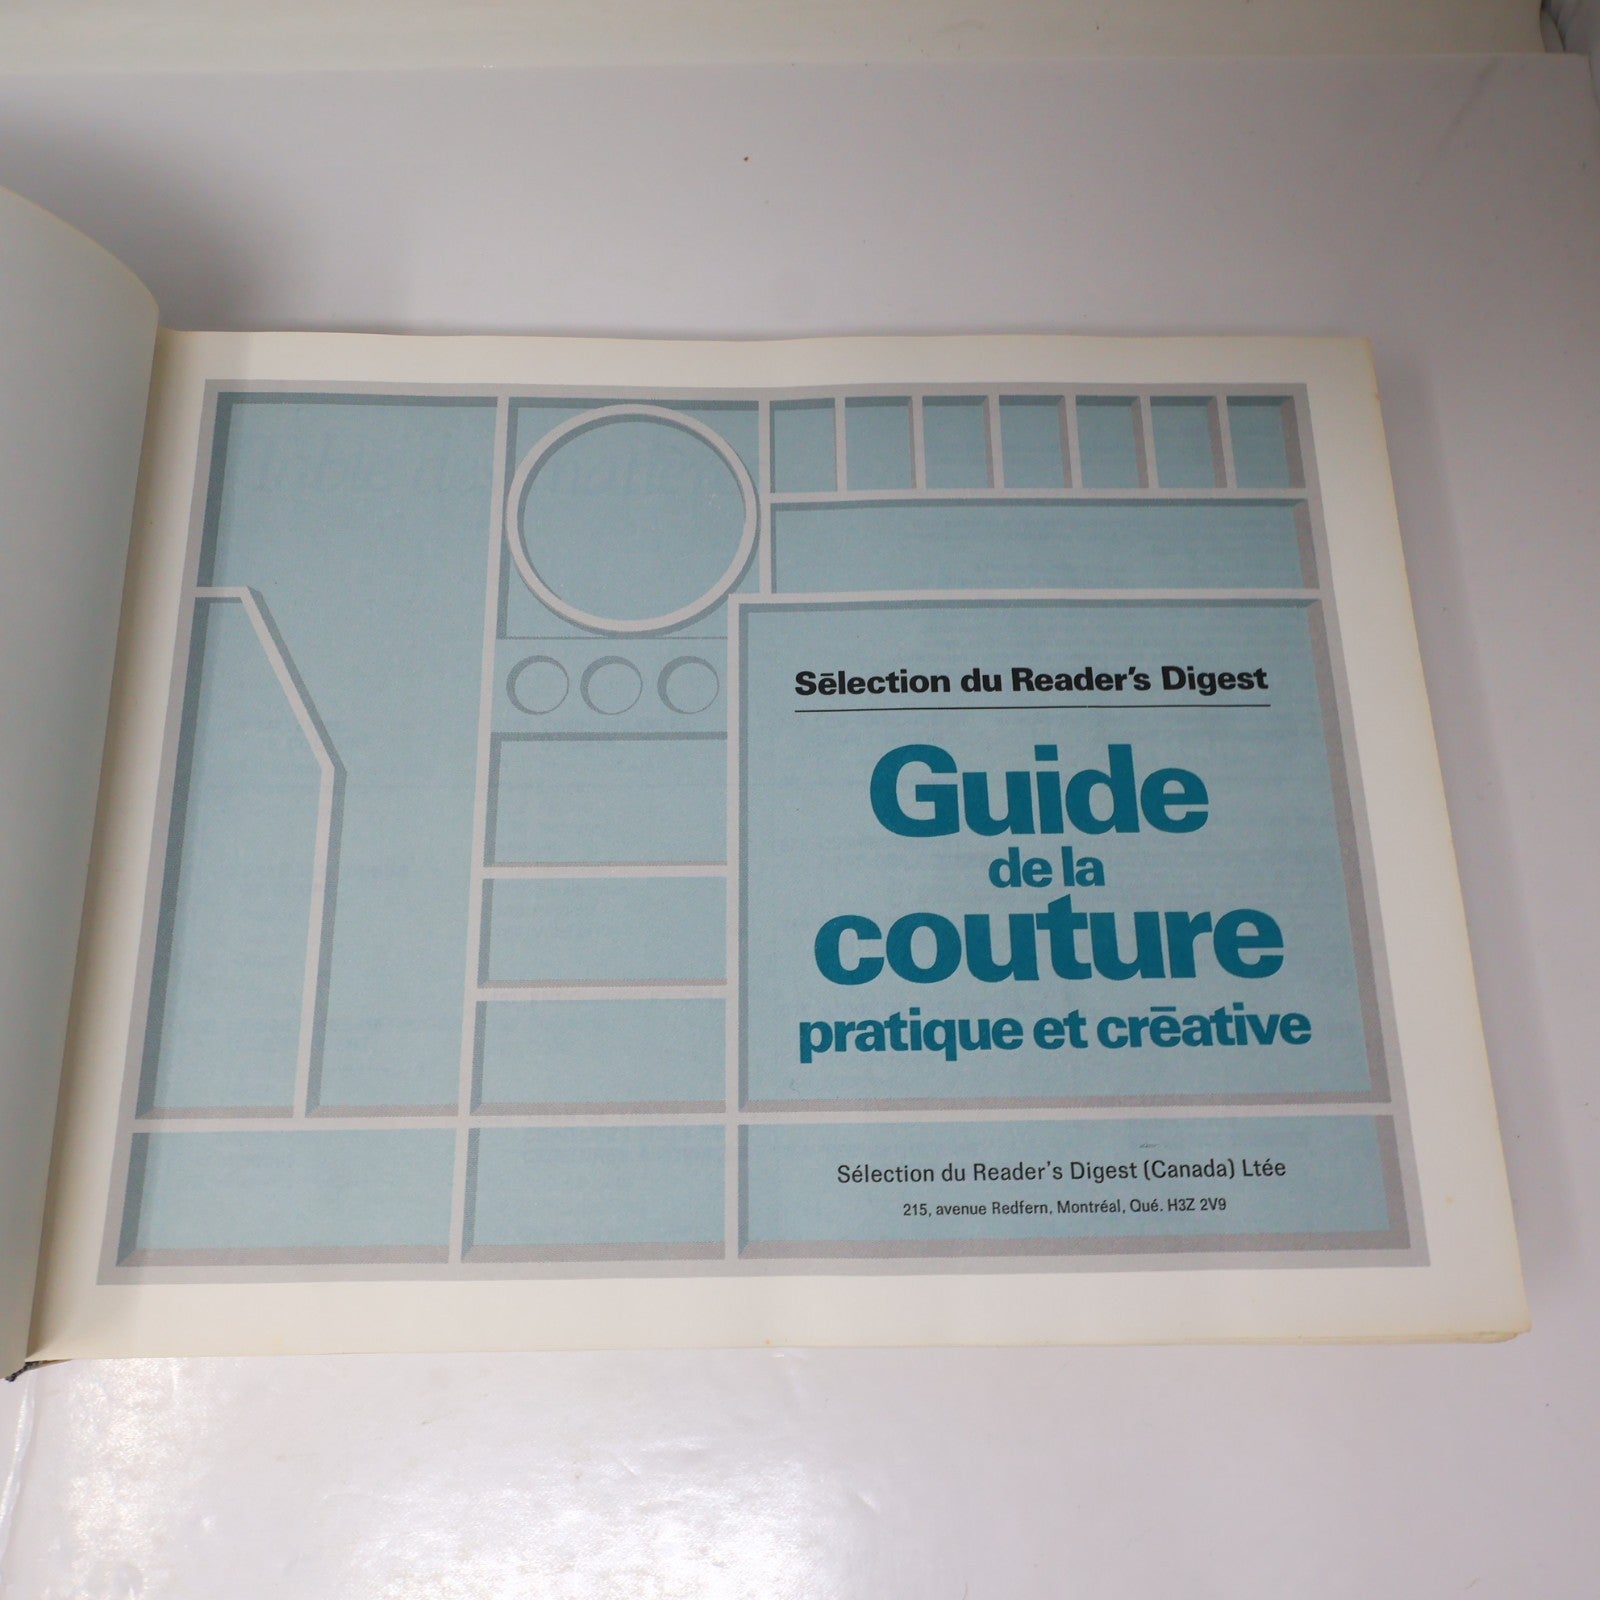 Sélection du Reader's Digest
Guide
de la
couture
pratique et créative
Sélection du Reader's Digest (Canada) Ltée
215, avenue Redfern, Montréal, Qué. H3Z 2V9